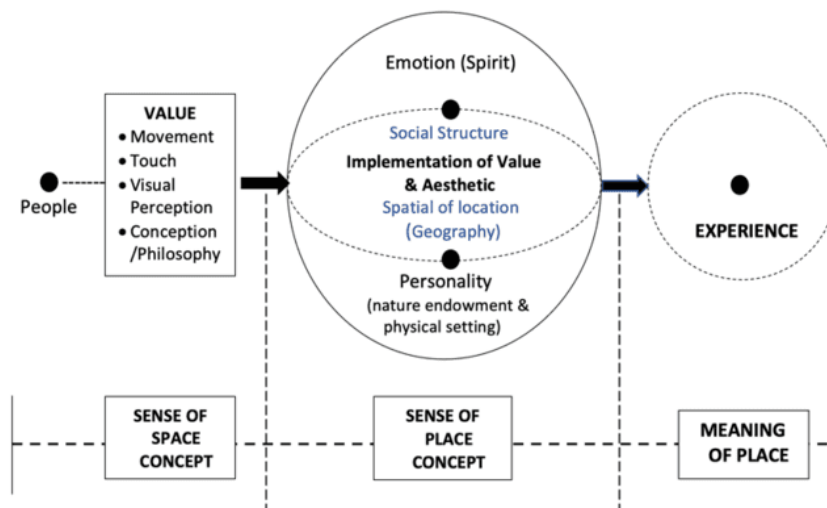 People
VALUE
• Movement
• Touch
• Visual
Perception
• Conception
/Philosophy
Emotion (Spirit)
Social Structure
Implementation of Value
& Aesthetic
Spatial of location
(Geography)
Personality
(nature endowment &
physical setting)
EXPERIENCE
SENSE OF
SPACE
CONCEPT
SENSE OF
PLACE
CONCEPT
MEANING
OF PLACE